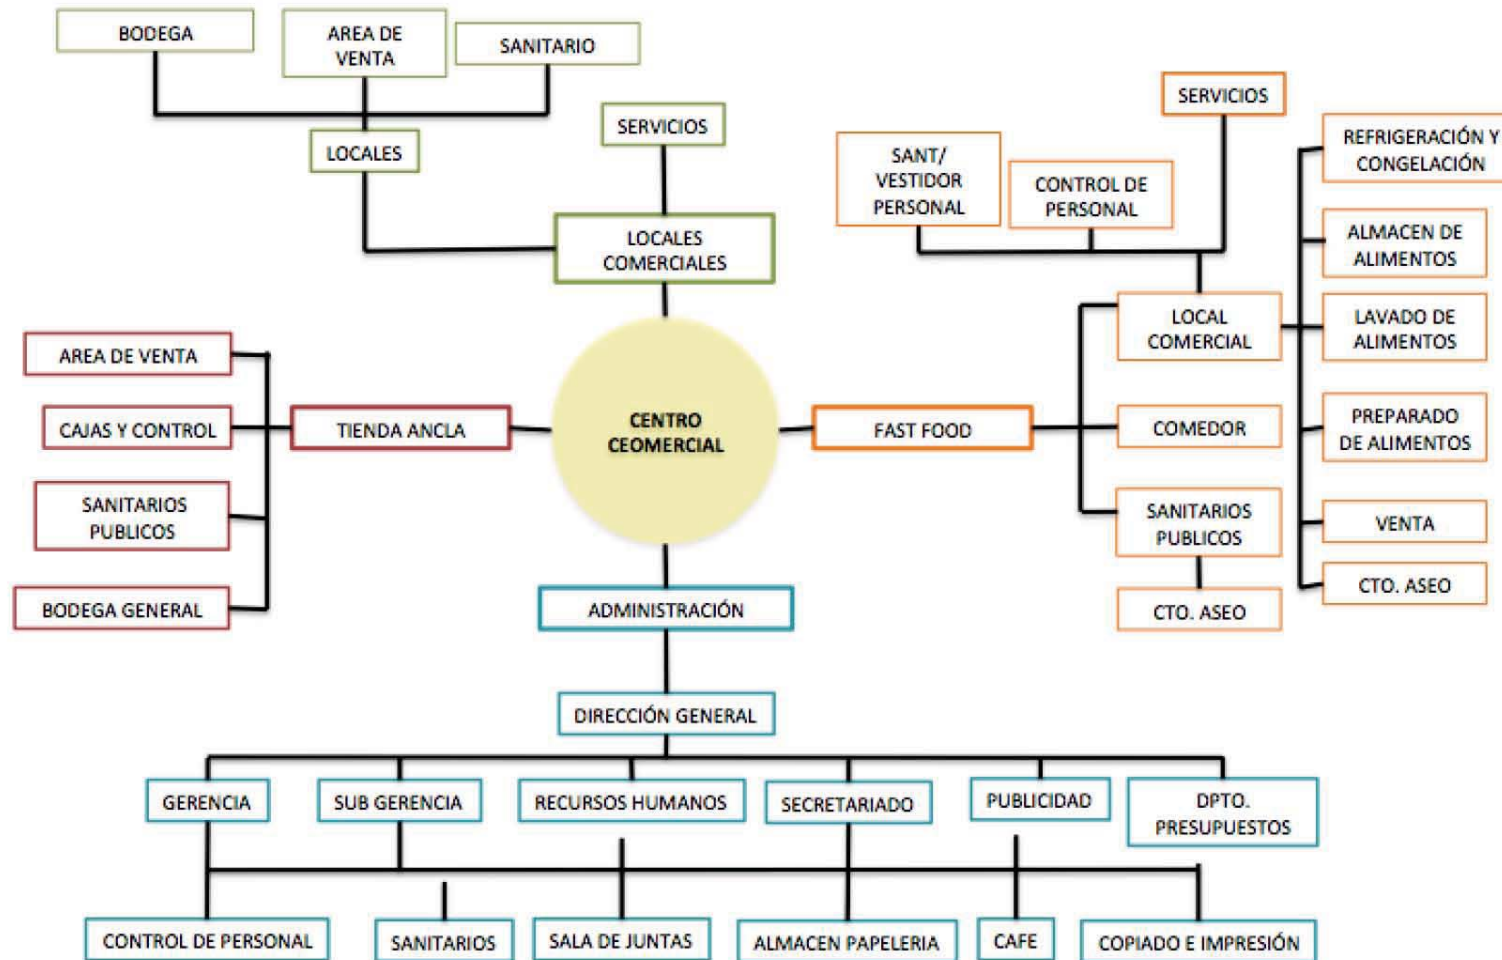 BODEGA
AREA DE
VENTA
SANITARIO
LOCALES
SERVICIOS
LOCALES
COMERCIALES
SERVICIOS
SANT/
VESTIDOR
PERSONAL
CONTROL DE
PERSONAL
REFRIGERACIÓN Y
CONGELACIÓN
ALMACEN DE
ALIMENTOS
LOCAL
COMERCIAL
LAVADO DE
ALIMENTOS
AREA DE VENTA
CAJAS Y CONTROL
TIENDA ANCLA
CENTRO
CEOMERCIAL
FAST FOOD
COMEDOR
PREPARADO
DE ALIMENTOS
SANITARIOS
PUBLICOS
SANITARIOS
PUBLICOS
VENTA
BODEGA GENERAL
ADMINISTRACIÓN
CTO. ASEO
CTO. ASEO
DIRECCIÓN GENERAL
GERENCIA
SUB GERENCIA
RECURSOS HUMANOS
SECRETARIADO
PUBLICIDAD
DPTO.
PRESUPUESTOS
CONTROL DE PERSONAL
SANITARIOS
SALA DE JUNTAS
ALMACEN PAPELERIA
CAFE
COPIADO E IMPRESIÓN